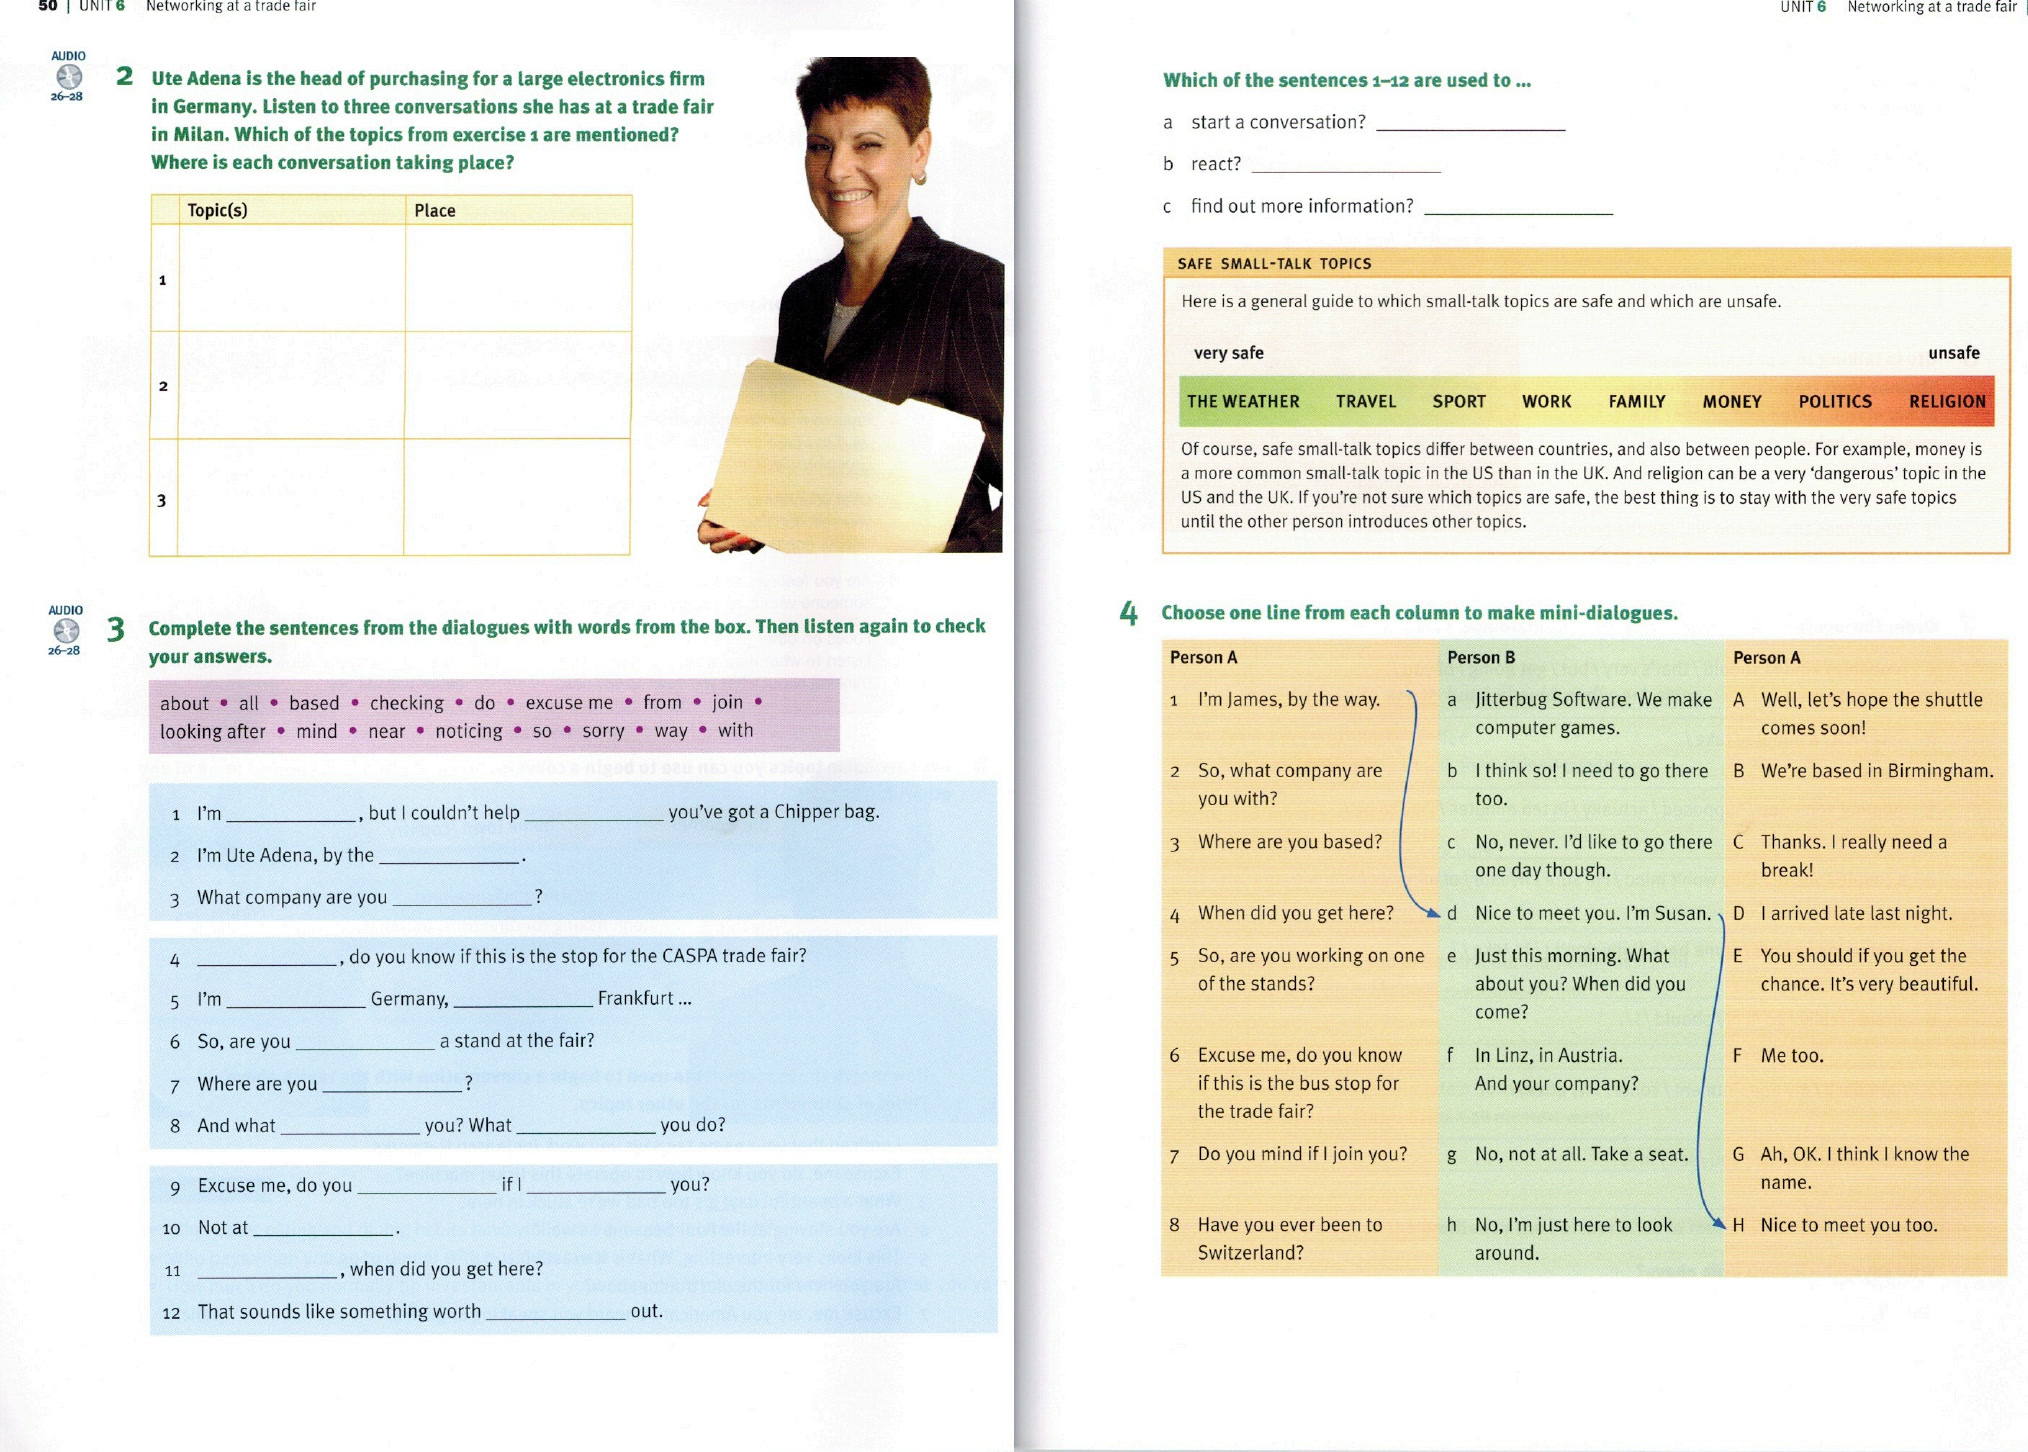 50 | UNIT 6 Networking at a trade fair
AUDIO
26–28
2 Ute Adena is the head of purchasing for a large electronics firm
in Germany. Listen to three conversations she has at a trade fair
in Milan. Which of the topics from exercise 1 are mentioned?
Where is each conversation taking place?
Topic(s) Place
1
2
3
AUDIO
26–28
3 Complete the sentences from the dialogues with words from the box. Then listen again to check
your answers.
about • all • based • checking • do • excuse me • from • join •
looking after • mind • near • noticing • so • sorry • way • with
1 I'm ____________, but I couldn't help ____________ you've got a Chipper bag.
2 I'm Ute Adena, by the ____________.
3 What company are you ____________?
4 ____________, do you know if this is the stop for the CASPA trade fair?
5 I'm ____________ Germany, ____________ Frankfurt ...
6 So, are you ____________ a stand at the fair?
7 Where are you ____________?
8 And what ____________ you? What ____________ you do?
9 Excuse me, do you ____________ if I ____________ you?
10 Not at ____________.
11 ____________, when did you get here?
12 That sounds like something worth ____________ out.
UNIT 6 Networking at a trade fair
Which of the sentences 1–12 are used to ...
a start a conversation? ____________
b react? ____________
c find out more information? ____________
SAFE SMALL-TALK TOPICS
Here is a general guide to which small-talk topics are safe and which are unsafe.
very safe unsafe
THE WEATHER TRAVEL SPORT WORK FAMILY MONEY POLITICS RELIGION
Of course, safe small-talk topics differ between countries, and also between people. For example, money is
a more common small-talk topic in the US than in the UK. And religion can be a very 'dangerous' topic in the
US and the UK. If you're not sure which topics are safe, the best thing is to stay with the very safe topics
until the other person introduces other topics.
4 Choose one line from each column to make mini-dialogues.
Person A
1 I'm James, by the way.
2 So, what company are
you with?
3 Where are you based?
4 When did you get here?
5 So, are you working on one
of the stands?
6 Excuse me, do you know
if this is the bus stop for
the trade fair?
7 Do you mind if I join you?
8 Have you ever been to
Switzerland?
Person B
a Jitterbug Software. We make
computer games.
b I think so! I need to go there
too.
c No, never. I'd like to go there
one day though.
d Nice to meet you. I'm Susan.
e Just this morning. What
about you? When did you
come?
f In Linz, in Austria.
And your company?
g No, not at all. Take a seat.
h No, I'm just here to look
around.
Person A
A Well, let's hope the shuttle
comes soon!
B We're based in Birmingham.
C Thanks. I really need a
break!
D I arrived late last night.
E You should if you get the
chance. It's very beautiful.
F Me too.
G Ah, OK. I think I know the
name.
H Nice to meet you too.